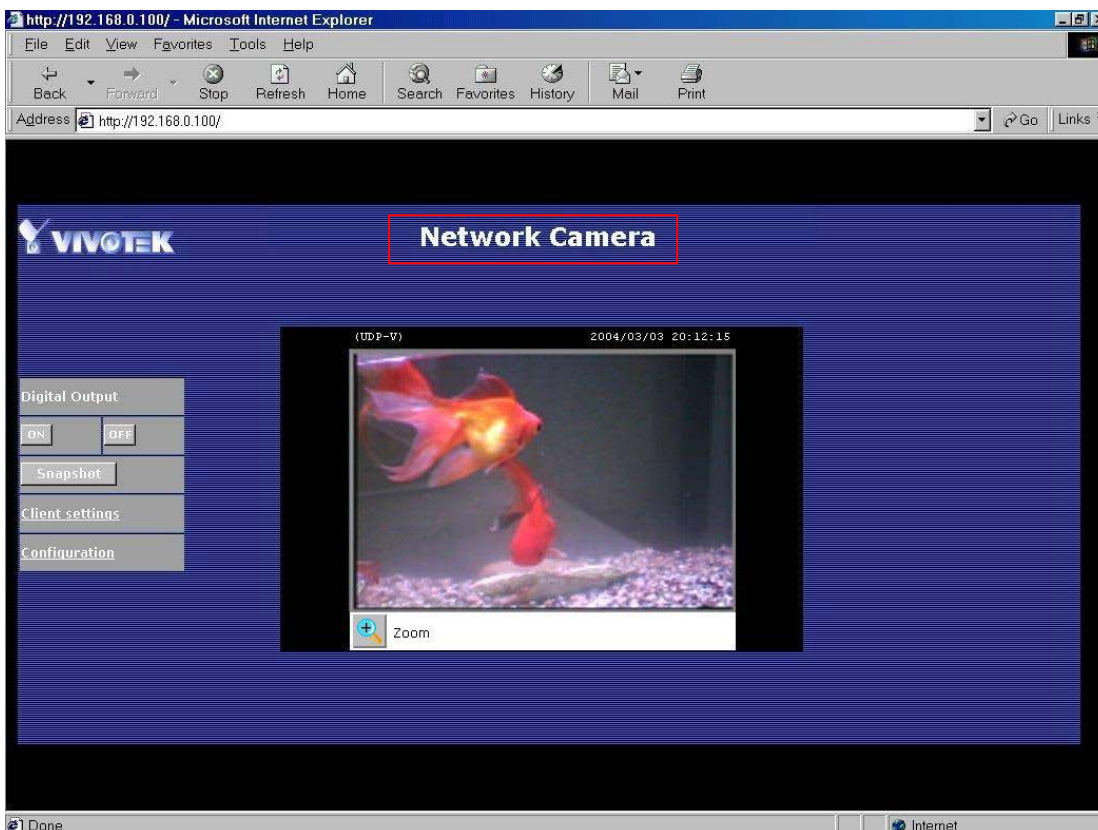 http://192.168.0.100/ - Microsoft Internet Explorer
File Edit View Favorites Tools Help
Back Forward Stop Refresh Home Search Favorites History Mail Print
Address http://192.168.0.100/ Go Links
VIVOTEK
Network Camera
(UDP-V) 2004/03/03 20:12:15
Digital Output
ON OFF
Snapshot
Client settings
Configuration
Zoom
Done Internet